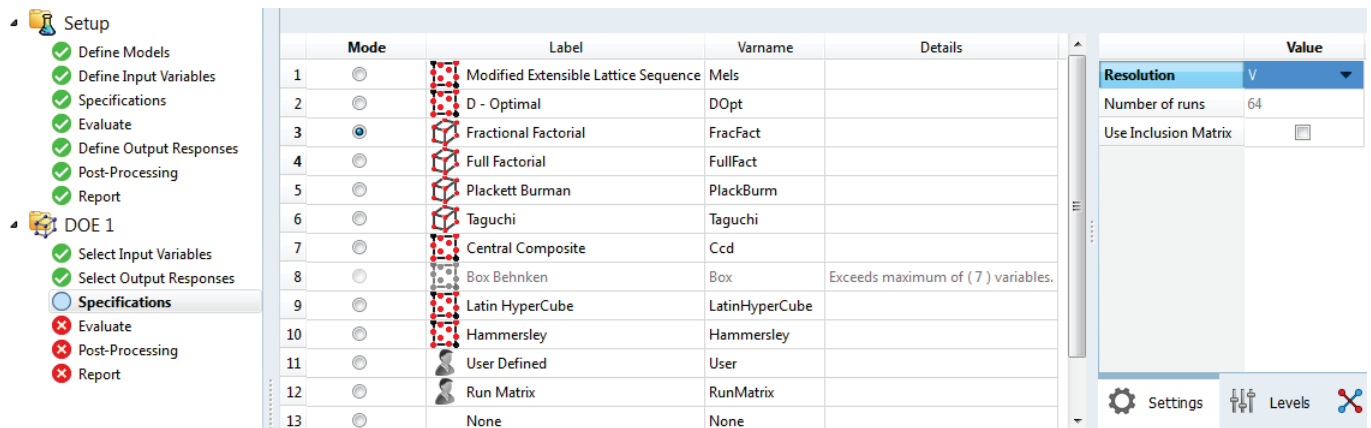 Setup
Define Models
Define Input Variables
Specifications
Evaluate
Define Output Responses
Post-Processing
Report
DOE 1
Select Input Variables
Select Output Responses
Specifications
Evaluate
Post-Processing
Report
Mode Label Varname Details
1 Modified Extensible Lattice Sequence Mels
2 D - Optimal DOpt
3 Fractional Factorial FracFact
4 Full Factorial FullFact
5 Plackett Burman PlackBurm
6 Taguchi Taguchi
7 Central Composite Ccd
8 Box Behnken Box Exceeds maximum of ( 7 ) variables.
9 Latin HyperCube LatinHyperCube
10 Hammersley Hammersley
11 User Defined User
12 Run Matrix RunMatrix
13 None None
Value
Resolution V
Number of runs 64
Use Inclusion Matrix
Settings Levels